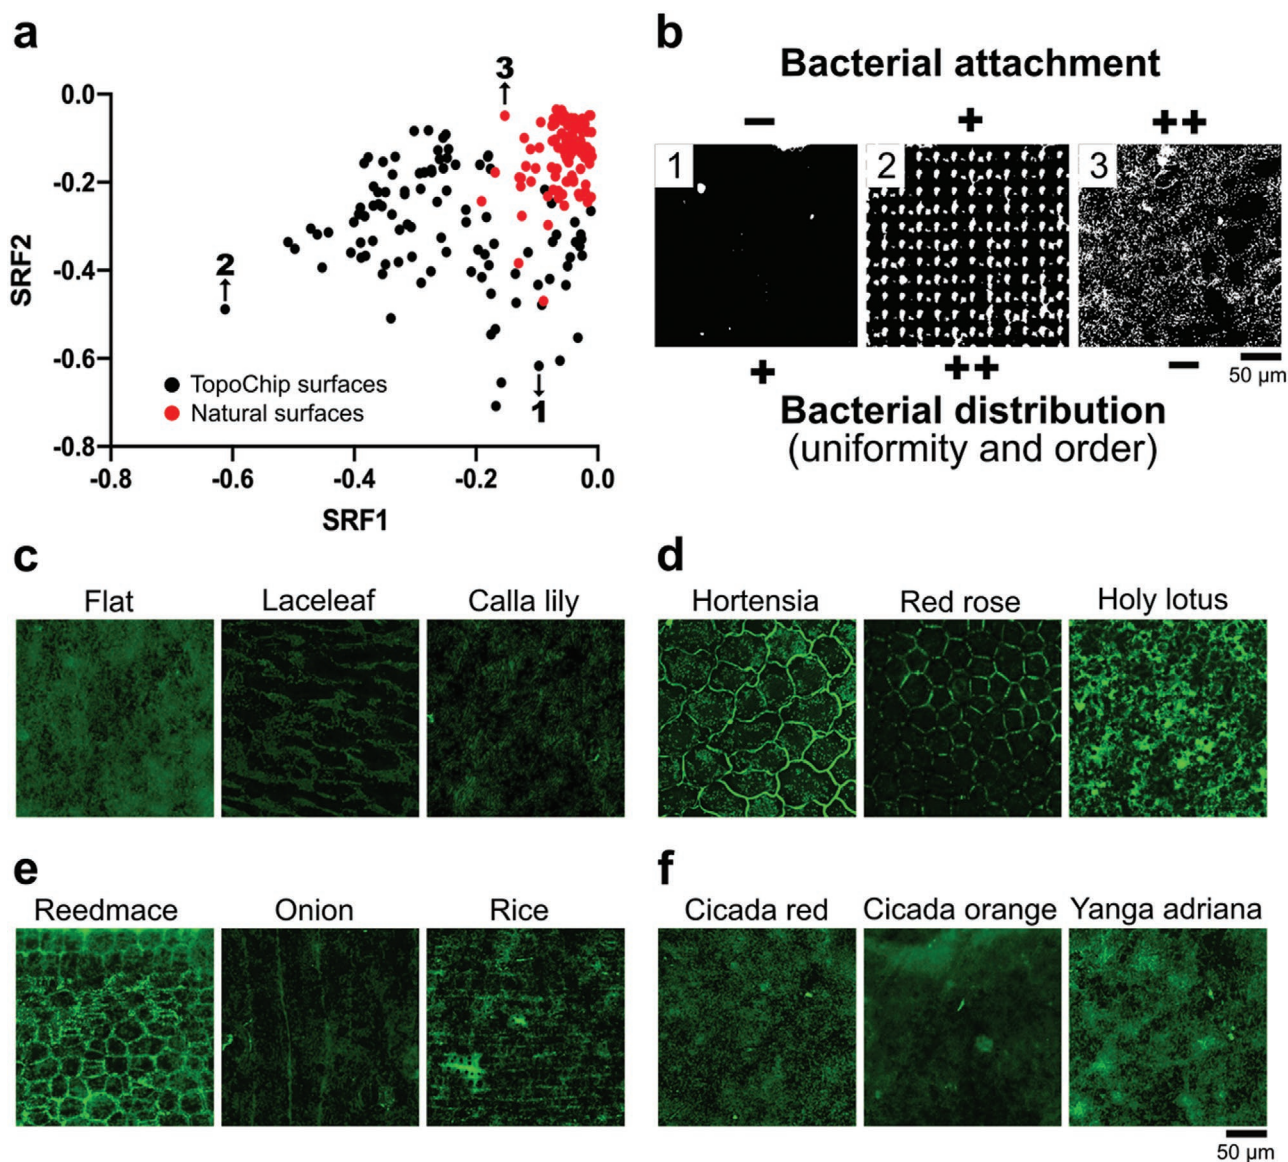 a
3
0.0
-0.2
-0.4
-0.6
-0.8
SRF2
2
1
TopoChip surfaces
Natural surfaces
-0.8 -0.6 -0.4 -0.2 0.0
SRF1
b
Bacterial attachment
− + ++
1 2 3
+ ++ −
50 µm
Bacterial distribution
(uniformity and order)
c
Flat Laceleaf Calla lily
d
Hortensia Red rose Holy lotus
e
Reedmace Onion Rice
f
Cicada red Cicada orange Yanga adriana
50 µm